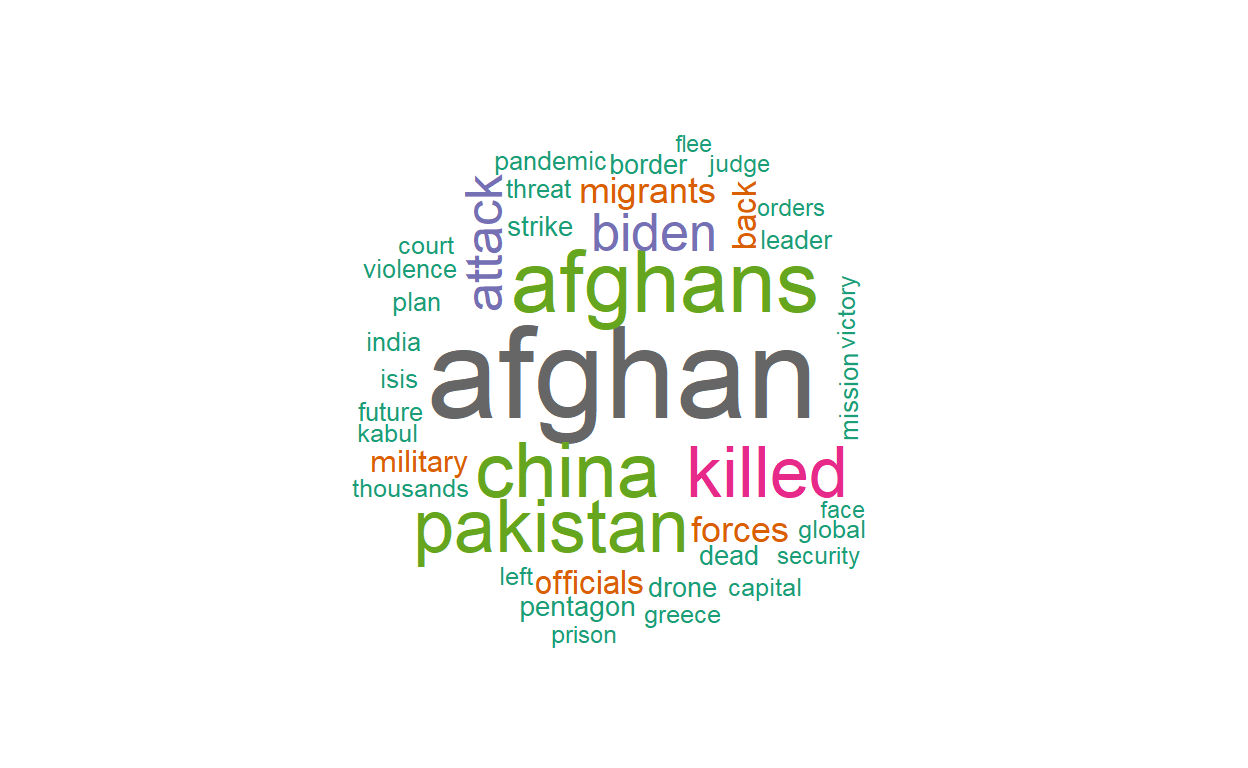 flee
pandemic
border
judge
threat
migrants
back
orders
attack
strike
biden
leader
court
violence
afghans
plan
victory
india
afghan
isis
mission
future
kabul
military
china
killed
thousands
pakistan
forces
face
global
dead
security
left
officials
drone
capital
pentagon
greece
prison